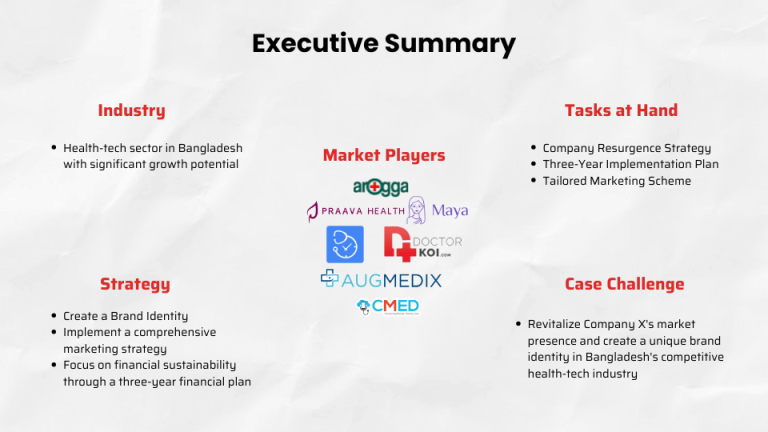 Executive Summary
Industry
• Health-tech sector in Bangladesh
with significant growth potential
Strategy
• Create a Brand Identity
• Implement a comprehensive
marketing strategy
• Focus on financial sustainability
through a three-year financial plan
Market Players
arogga
PRAAVA HEALTH
Maya
DOCTOR
KOI.COM
AUGMEDIX
CMED
Tasks at Hand
• Company Resurgence Strategy
• Three-Year Implementation Plan
• Tailored Marketing Scheme
Case Challenge
• Revitalize Company X's market
presence and create a unique brand
identity in Bangladesh's competitive
health-tech industry